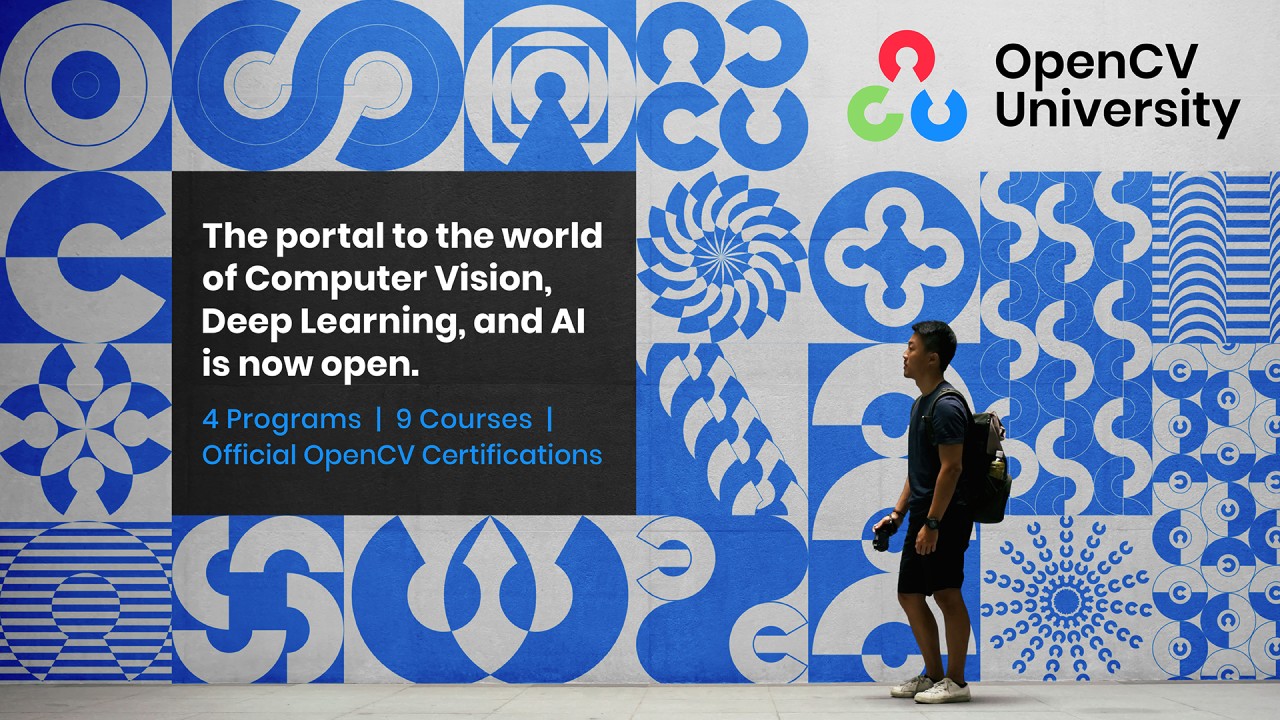 OpenCV
University
The portal to the world
of Computer Vision,
Deep Learning, and AI
is now open.
4 Programs | 9 Courses |
Official OpenCV Certifications